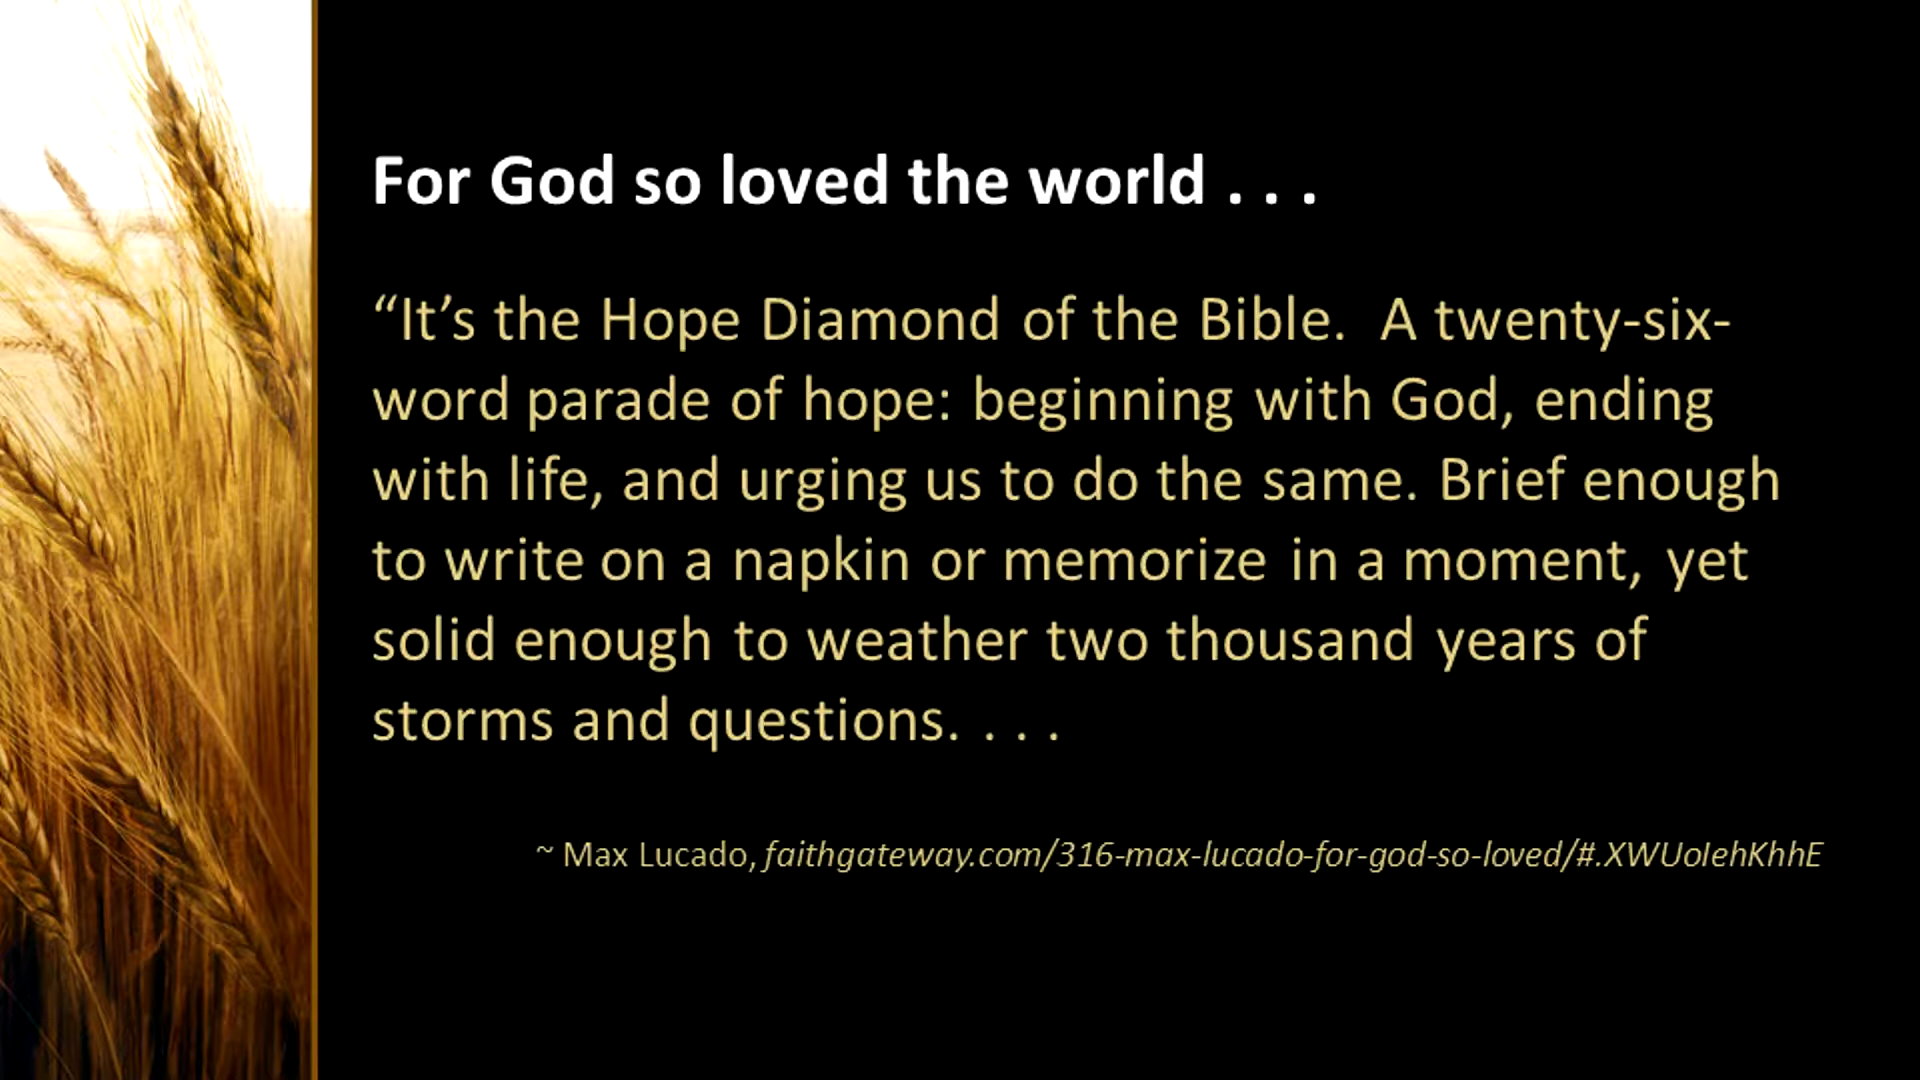 For God so loved the world . . .
“It’s the Hope Diamond of the Bible.  A twenty-six-
word parade of hope: beginning with God, ending
with life, and urging us to do the same. Brief enough
to write on a napkin or memorize in a moment, yet
solid enough to weather two thousand years of
storms and questions. . . .
~ Max Lucado, faithgateway.com/316-max-lucado-for-god-so-loved/#.XWUoIehKhhE